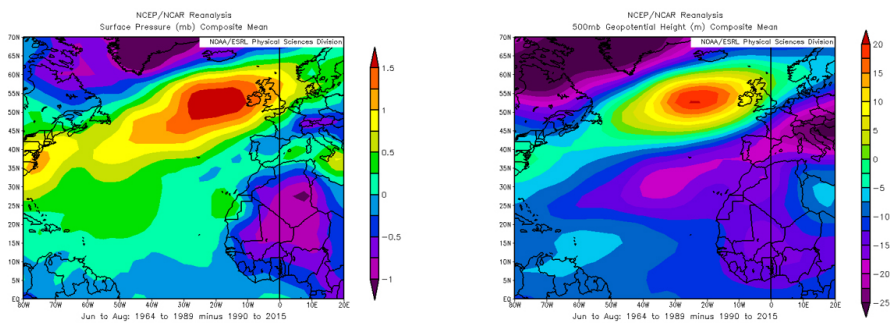 NCEP/NCAR Reanalysis
Surface Pressure (mb) Composite Mean
NOAA/ESRL Physical Sciences Division
70N
65N
60N
55N
50N
45N
40N
35N
30N
25N
20N
15N
10N
5N
EQ
80W 70W 60W 50W 40W 30W 20W 10W 0 10E 20E
Jun to Aug: 1964 to 1989 minus 1990 to 2015
1.5
1
0.5
0
-0.5
-1
NCEP/NCAR Reanalysis
500mb Geopotential Height (m) Composite Mean
NOAA/ESRL Physical Sciences Division
70N
65N
60N
55N
50N
45N
40N
35N
30N
25N
20N
15N
10N
5N
EQ
80W 70W 60W 50W 40W 30W 20W 10W 0 10E 20E
Jun to Aug: 1964 to 1989 minus 1990 to 2015
20
15
10
5
0
-5
-10
-15
-20
-25